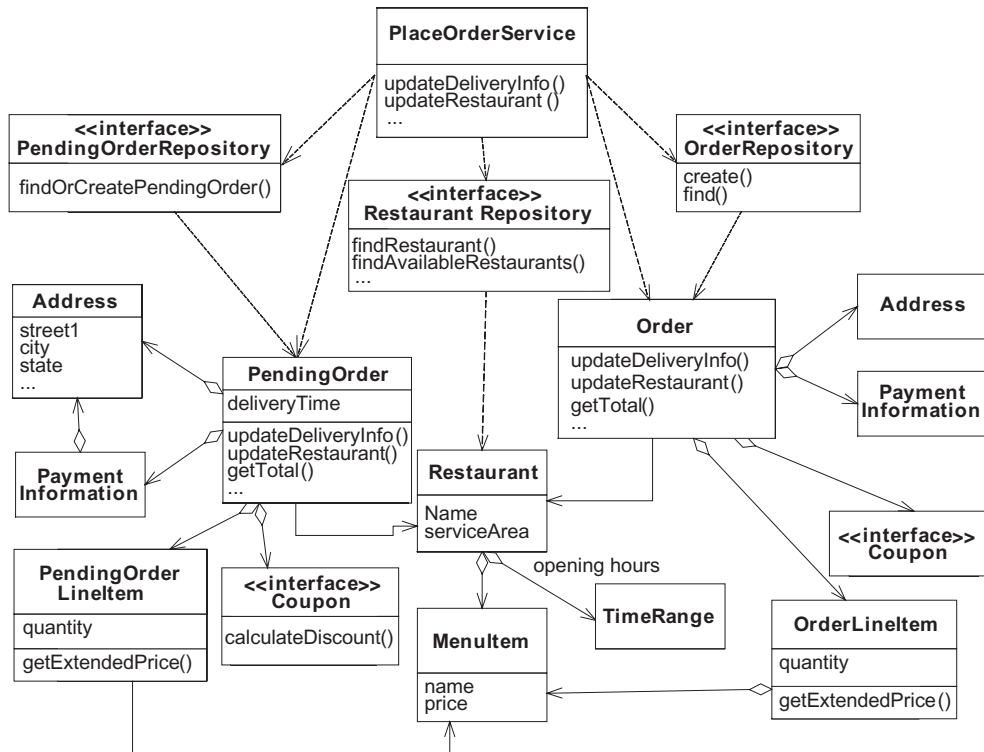 PlaceOrderService
updateDeliveryInfo()
updateRestaurant ()
...
<<interface>>
PendingOrderRepository
findOrCreatePendingOrder()
<<interface>>
Restaurant Repository
findRestaurant()
findAvailableRestaurants()
...
<<interface>>
OrderRepository
create()
find()
Address
street1
city
state
...
PendingOrder
deliveryTime
updateDeliveryInfo()
updateRestaurant()
getTotal()
...
Order
updateDeliveryInfo()
updateRestaurant()
getTotal()
...
Address
Payment
Information
Payment
Information
Restaurant
Name
serviceArea
opening hours
<<interface>>
Coupon
PendingOrder
LineItem
quantity
getExtendedPrice()
<<interface>>
Coupon
calculateDiscount()
MenuItem
name
price
TimeRange
OrderLineItem
quantity
getExtendedPrice()